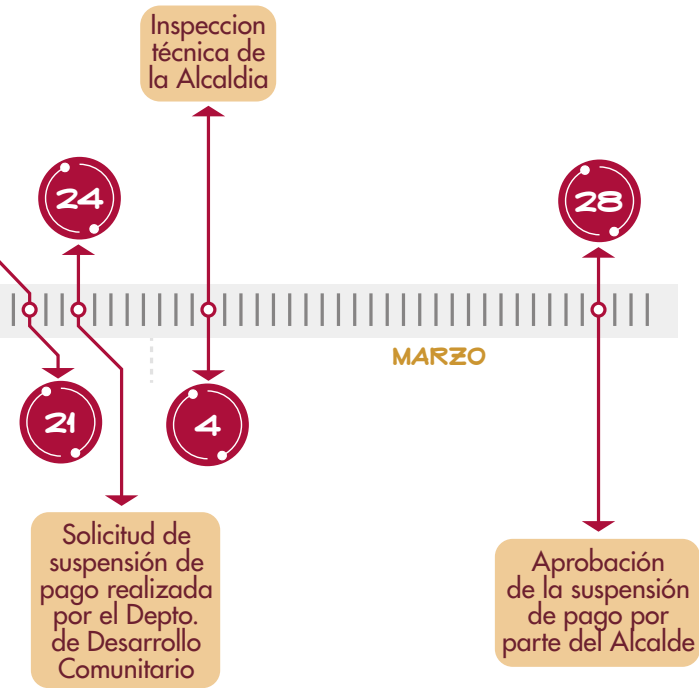 Inspeccion
técnica de
la Alcaldia
24
28
MARZO
21
4
Solicitud de
suspensión de
pago realizada
por el Depto.
de Desarrollo
Comunitario
Aprobación
de la suspensión
de pago por
parte del Alcalde